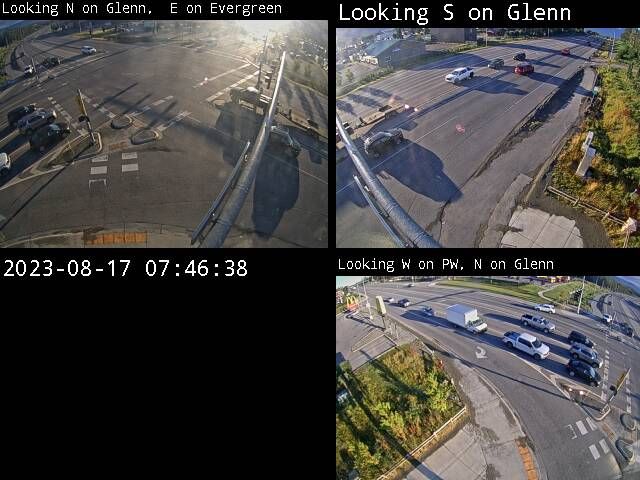 Looking N on Glenn,  E on Evergreen
Looking S on Glenn
2023-08-17 07:46:38
Looking W on PW, N on Glenn